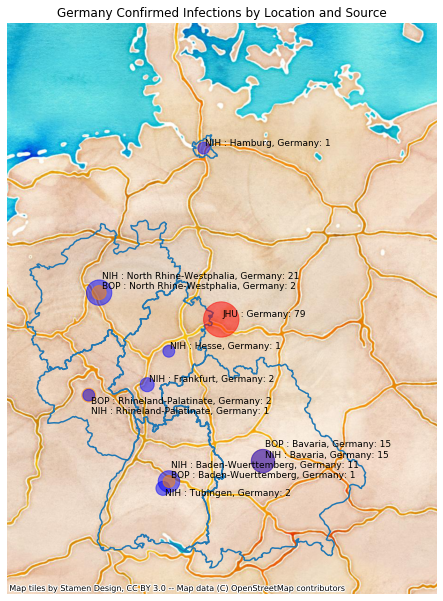 Germany Confirmed Infections by Location and Source
NIH : Hamburg, Germany: 1
NIH : North Rhine-Westphalia, Germany: 21
BOP : North Rhine-Westphalia, Germany: 2
JHU : Germany: 79
NIH : Hesse, Germany: 1
NIH : Frankfurt, Germany: 2
BOP : Rhineland-Palatinate, Germany: 2
NIH : Rhineland-Palatinate, Germany: 1
BOP : Bavaria, Germany: 15
NIH : Bavaria, Germany: 15
NIH : Baden-Wuerttemberg, Germany: 11
BOP : Baden-Wuerttemberg, Germany: 1
NIH : Tubingen, Germany: 2
Map tiles by Stamen Design, CC BY 3.0 -- Map data (C) OpenStreetMap contributors